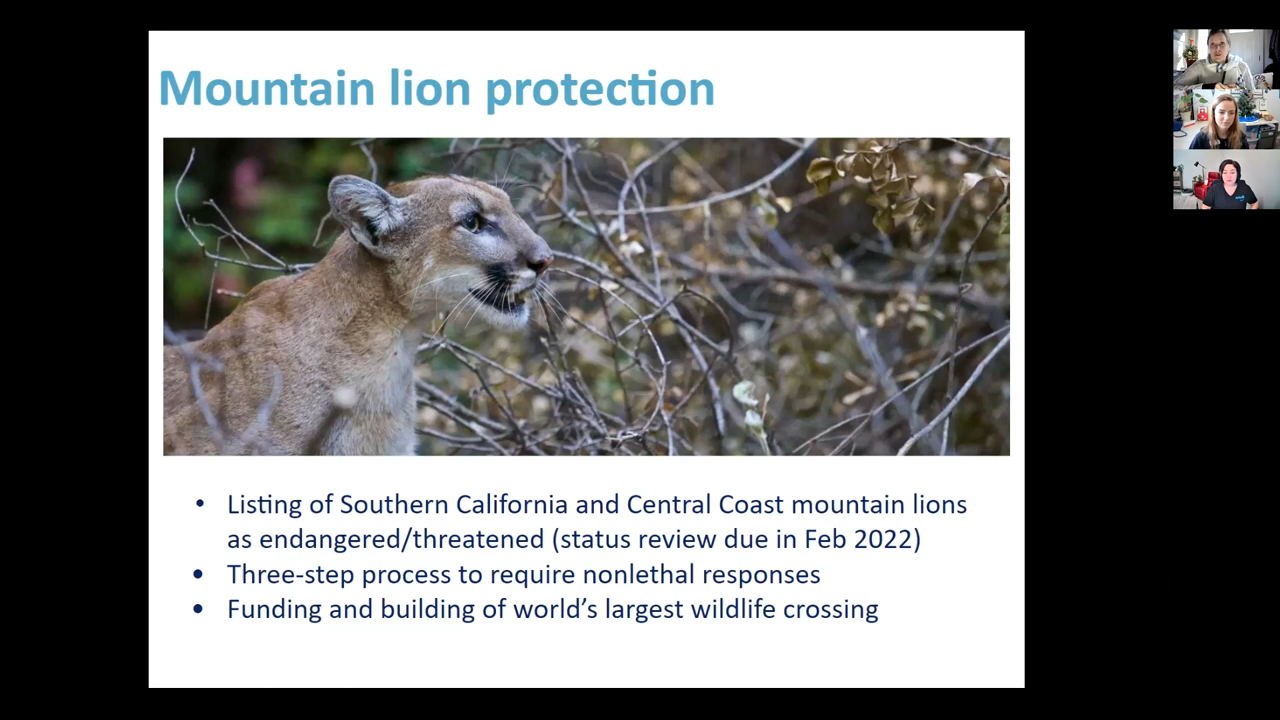 Mountain lion protection
• Listing of Southern California and Central Coast mountain lions
as endangered/threatened (status review due in Feb 2022)
• Three-step process to require nonlethal responses
• Funding and building of world’s largest wildlife crossing